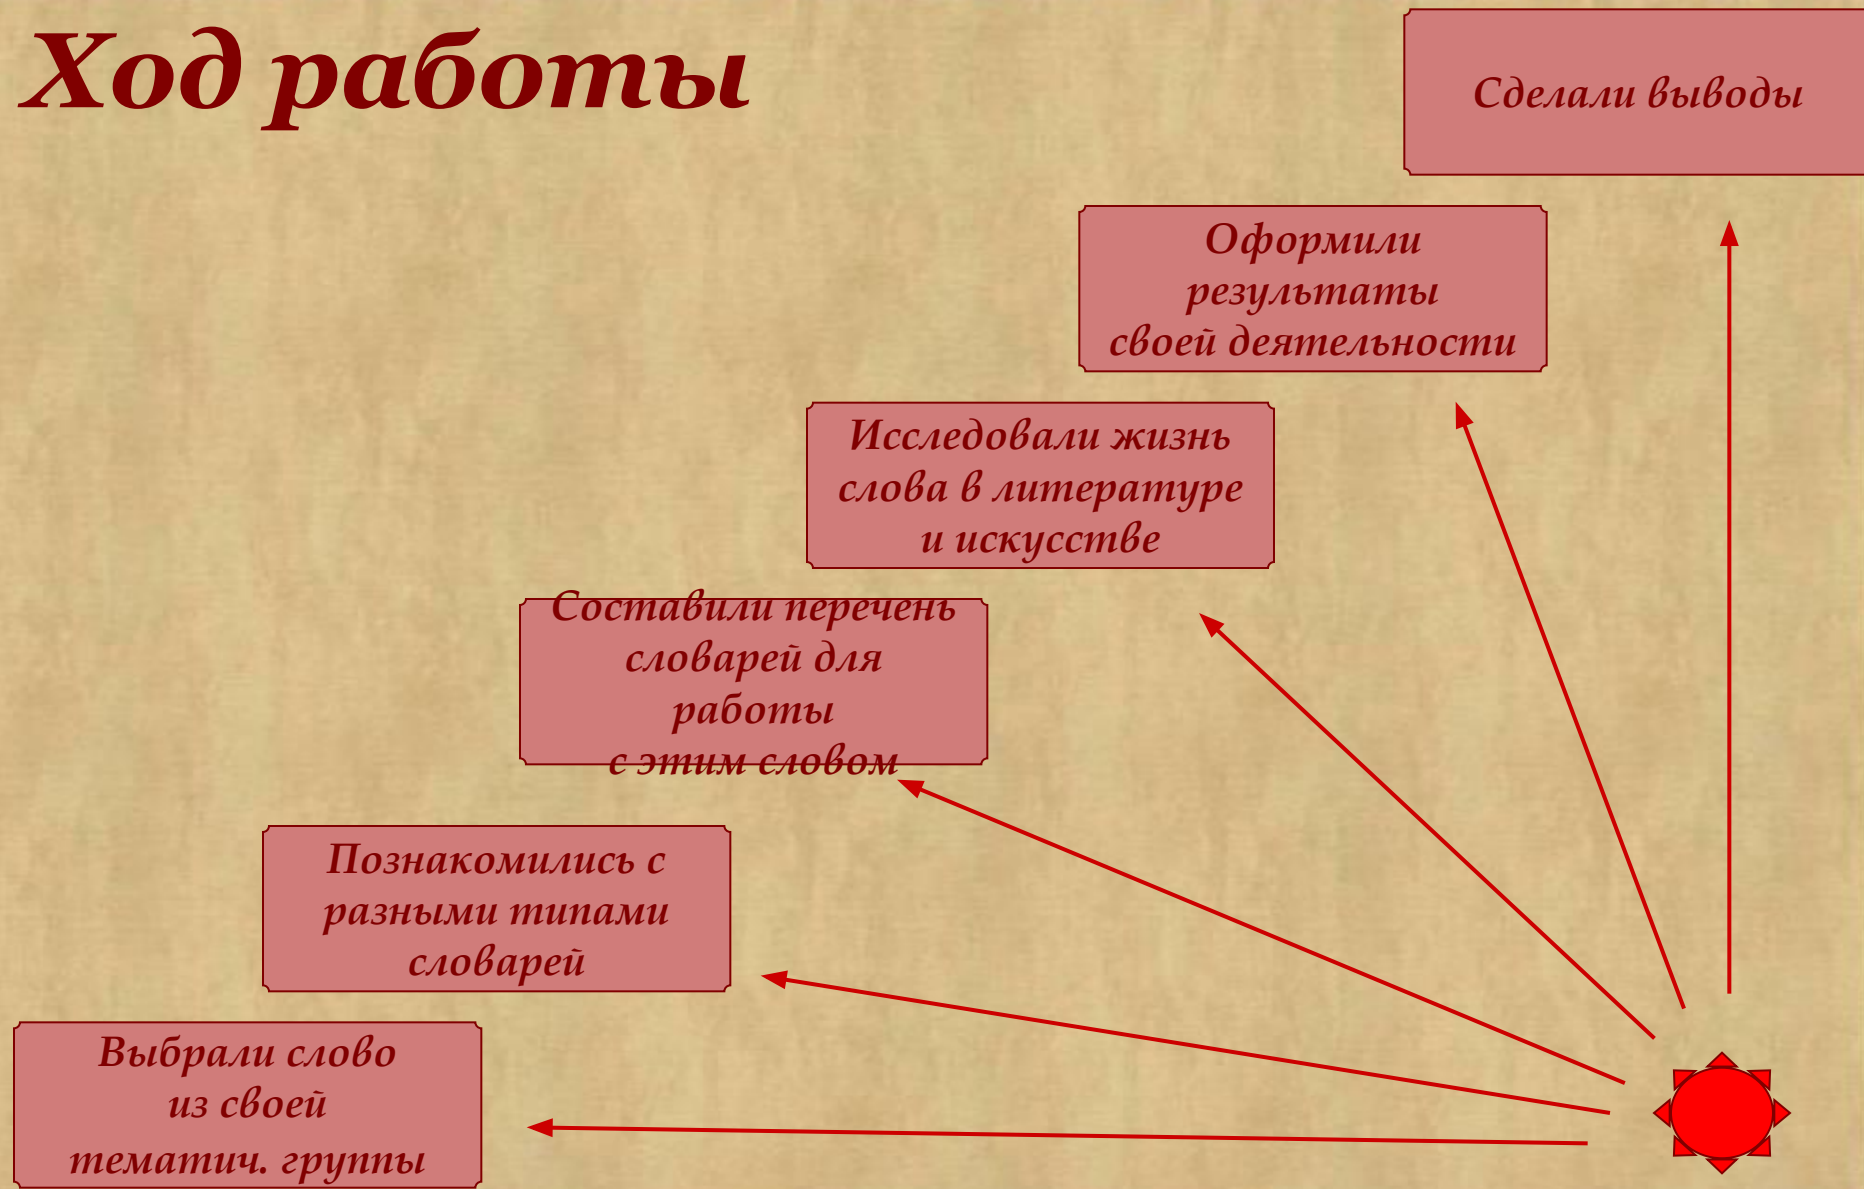 Ход работы
Сделали выводы
Оформили
результаты
своей деятельности
Исследовали жизнь
слова в литературе
и искусстве
Составили перечень
словарей для
работы
с этим словом
Познакомились с
разными типами
словарей
Выбрали слово
из своей
тематич. группы